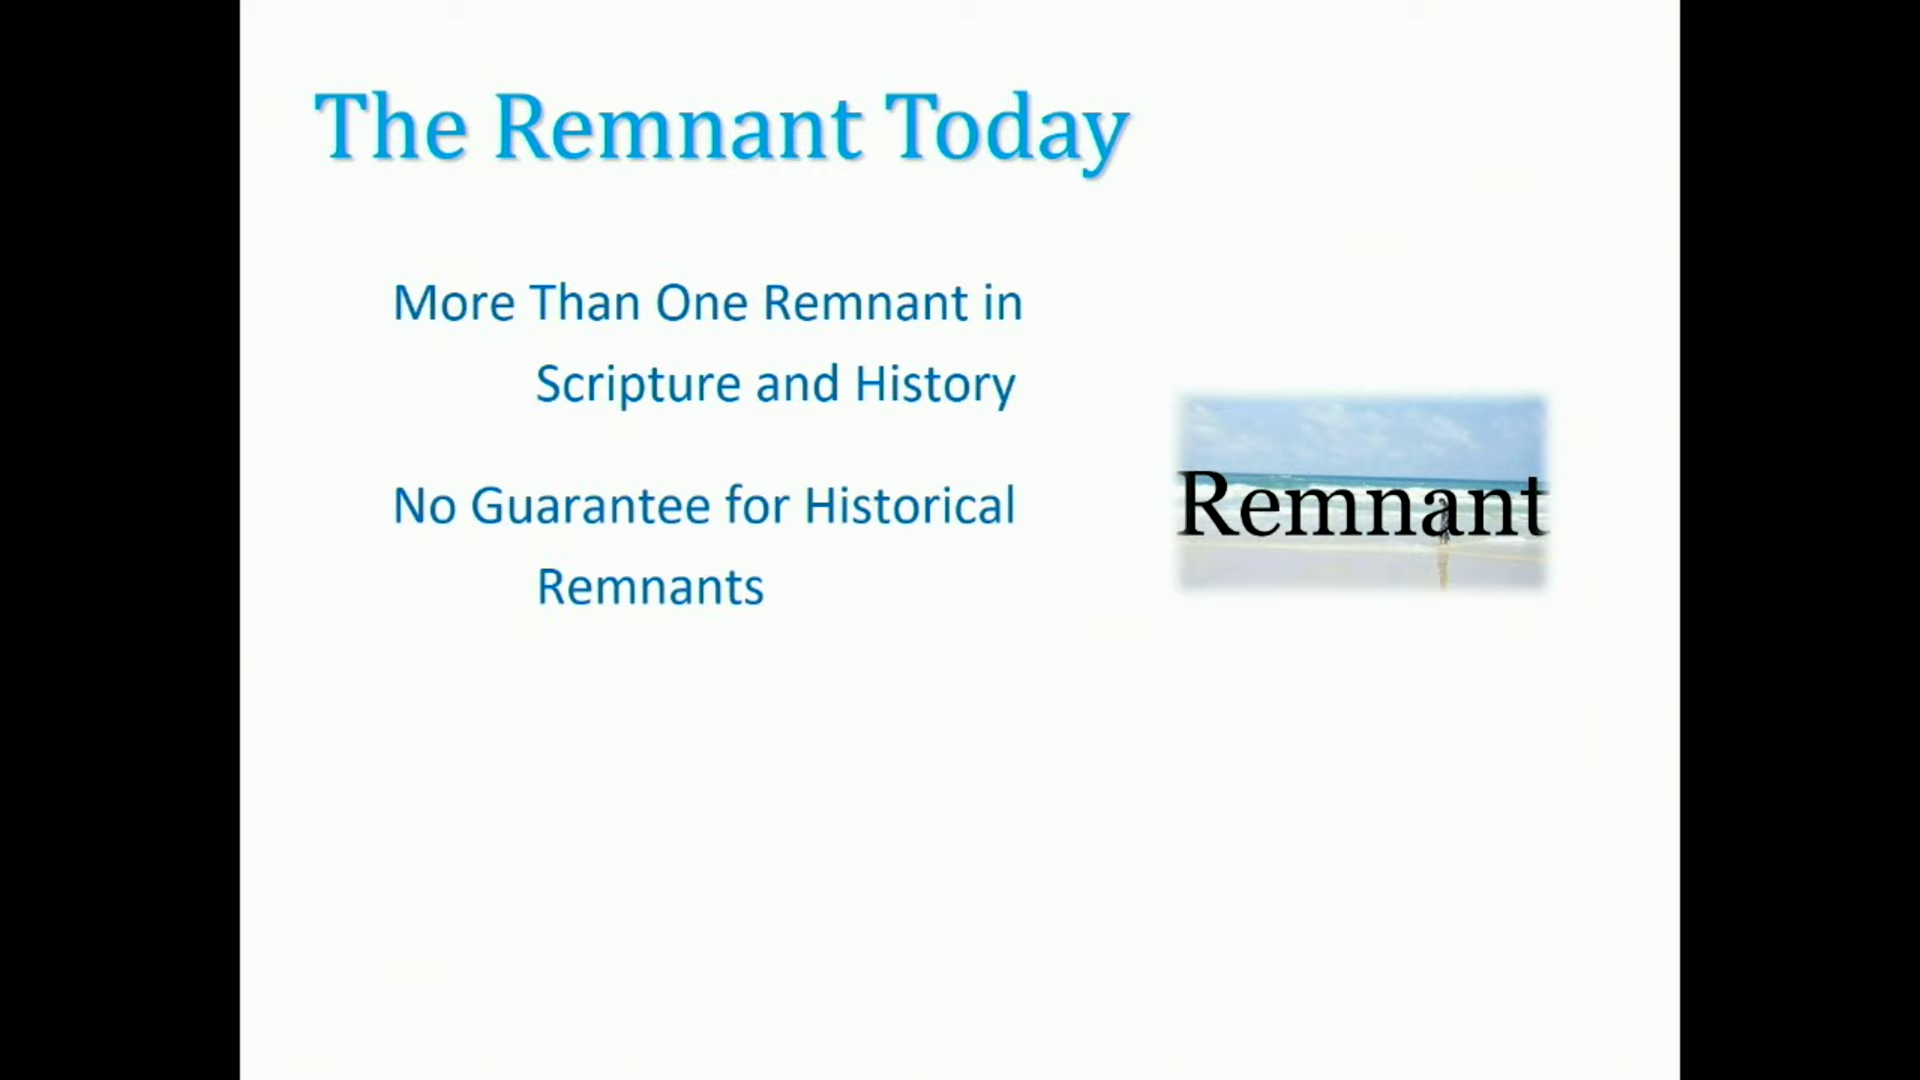 The Remnant Today
More Than One Remnant in
Scripture and History
No Guarantee for Historical
Remnants
Remnant